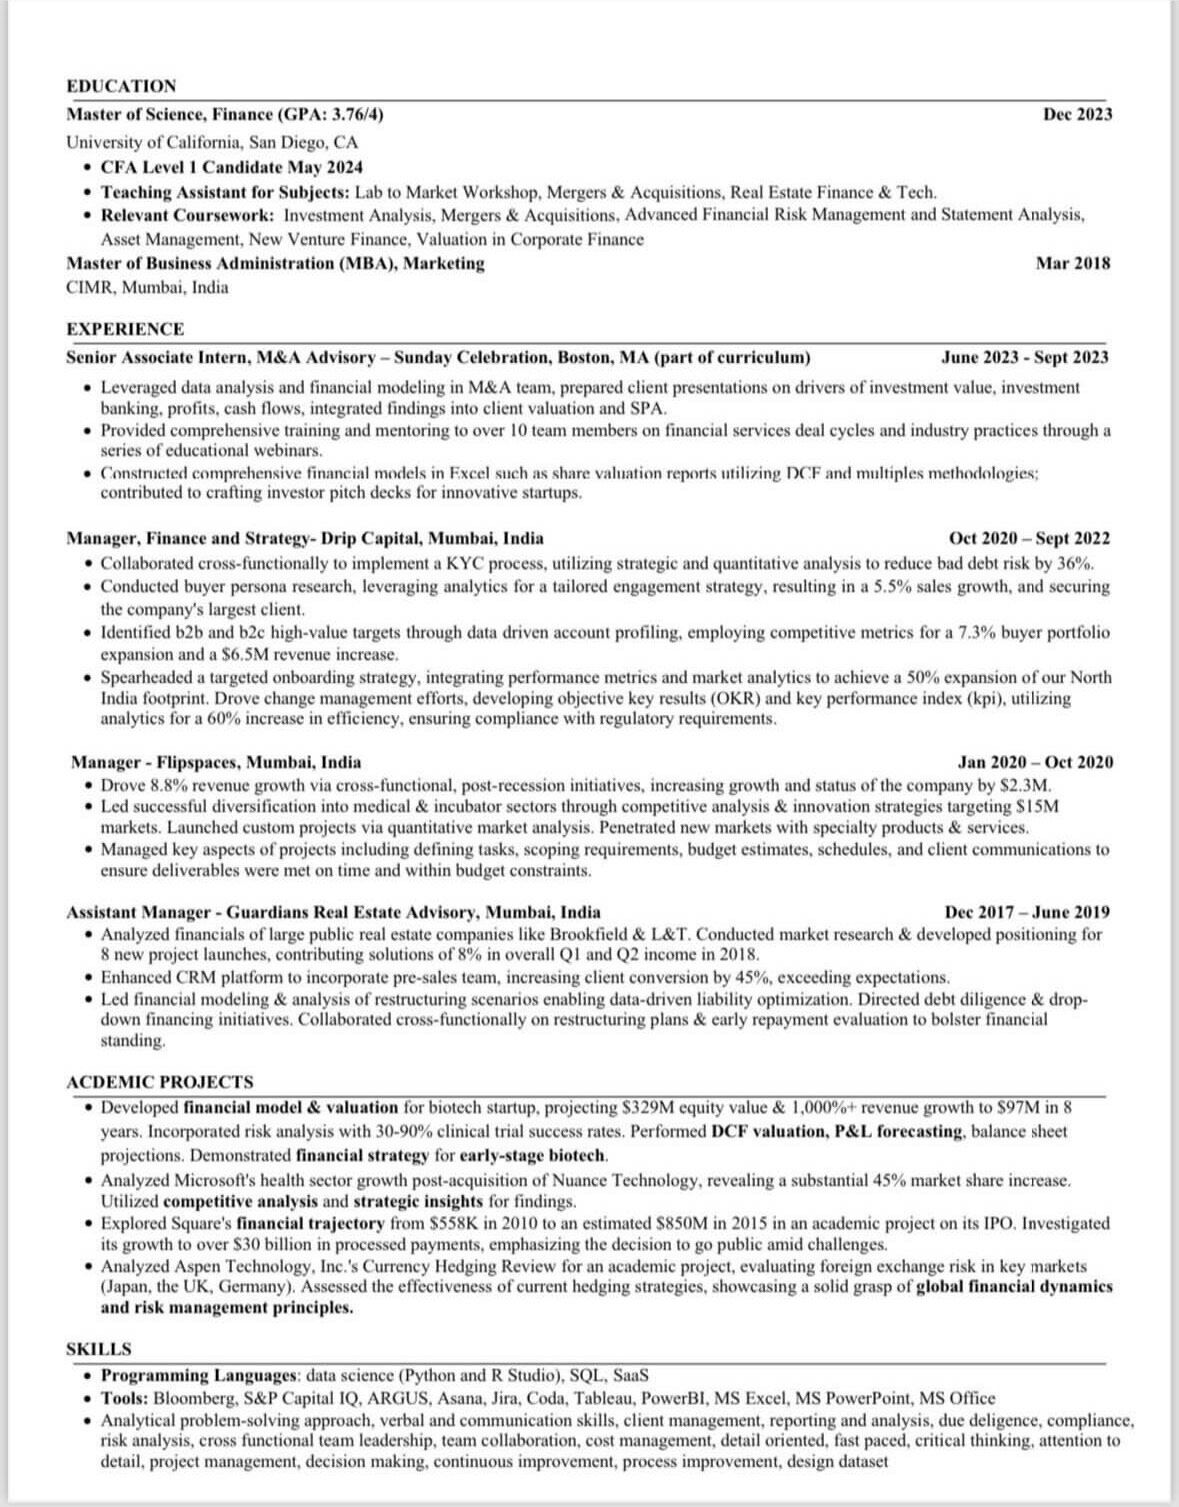 EDUCATION
Master of Science, Finance (GPA: 3.76/4) Dec 2023
University of California, San Diego, CA
• CFA Level 1 Candidate May 2024
• Teaching Assistant for Subjects: Lab to Market Workshop, Mergers & Acquisitions, Real Estate Finance & Tech.
• Relevant Coursework: Investment Analysis, Mergers & Acquisitions, Advanced Financial Risk Management and Statement Analysis,
Asset Management, New Venture Finance, Valuation in Corporate Finance
Master of Business Administration (MBA), Marketing Mar 2018
CIMR, Mumbai, India
EXPERIENCE
Senior Associate Intern, M&A Advisory – Sunday Celebration, Boston, MA (part of curriculum) June 2023 - Sept 2023
• Leveraged data analysis and financial modeling in M&A team, prepared client presentations on drivers of investment value, investment
banking, profits, cash flows, integrated findings into client valuation and SPA.
• Provided comprehensive training and mentoring to over 10 team members on financial services deal cycles and industry practices through a
series of educational webinars.
• Constructed comprehensive financial models in Excel such as share valuation reports utilizing DCF and multiples methodologies;
contributed to crafting investor pitch decks for innovative startups.
Manager, Finance and Strategy- Drip Capital, Mumbai, India Oct 2020 – Sept 2022
• Collaborated cross-functionally to implement a KYC process, utilizing strategic and quantitative analysis to reduce bad debt risk by 36%.
• Conducted buyer persona research, leveraging analytics for a tailored engagement strategy, resulting in a 5.5% sales growth, and securing
the company's largest client.
• Identified b2b and b2c high-value targets through data driven account profiling, employing competitive metrics for a 7.3% buyer portfolio
expansion and a $6.5M revenue increase.
• Spearheaded a targeted onboarding strategy, integrating performance metrics and market analytics to achieve a 50% expansion of our North
India footprint. Drove change management efforts, developing objective key results (OKR) and key performance index (kpi), utilizing
analytics for a 60% increase in efficiency, ensuring compliance with regulatory requirements.
Manager - Flipspaces, Mumbai, India Jan 2020 – Oct 2020
• Drove 8.8% revenue growth via cross-functional, post-recession initiatives, increasing growth and status of the company by $2.3M.
• Led successful diversification into medical & incubator sectors through competitive analysis & innovation strategies targeting $15M
markets. Launched custom projects via quantitative market analysis. Penetrated new markets with specialty products & services.
• Managed key aspects of projects including defining tasks, scoping requirements, budget estimates, schedules, and client communications to
ensure deliverables were met on time and within budget constraints.
Assistant Manager - Guardians Real Estate Advisory, Mumbai, India Dec 2017 – June 2019
• Analyzed financials of large public real estate companies like Brookfield & L&T. Conducted market research & developed positioning for
8 new project launches, contributing solutions of 8% in overall Q1 and Q2 income in 2018.
• Enhanced CRM platform to incorporate pre-sales team, increasing client conversion by 45%, exceeding expectations.
• Led financial modeling & analysis of restructuring scenarios enabling data-driven liability optimization. Directed debt diligence & drop-
down financing initiatives. Collaborated cross-functionally on restructuring plans & early repayment evaluation to bolster financial
standing.
ACDEMIC PROJECTS
• Developed financial model & valuation for biotech startup, projecting $329M equity value & 1,000%+ revenue growth to $97M in 8
years. Incorporated risk analysis with 30-90% clinical trial success rates. Performed DCF valuation, P&L forecasting, balance sheet
projections. Demonstrated financial strategy for early-stage biotech.
• Analyzed Microsoft's health sector growth post-acquisition of Nuance Technology, revealing a substantial 45% market share increase.
Utilized competitive analysis and strategic insights for findings.
• Explored Square's financial trajectory from $558K in 2010 to an estimated $850M in 2015 in an academic project on its IPO. Investigated
its growth to over $30 billion in processed payments, emphasizing the decision to go public amid challenges.
• Analyzed Aspen Technology, Inc.'s Currency Hedging Review for an academic project, evaluating foreign exchange risk in key markets
(Japan, the UK, Germany). Assessed the effectiveness of current hedging strategies, showcasing a solid grasp of global financial dynamics
and risk management principles.
SKILLS
• Programming Languages: data science (Python and R Studio), SQL, SaaS
• Tools: Bloomberg, S&P Capital IQ, ARGUS, Asana, Jira, Coda, Tableau, PowerBI, MS Excel, MS PowerPoint, MS Office
• Analytical problem-solving approach, verbal and communication skills, client management, reporting and analysis, due deligence, compliance,
risk analysis, cross functional team leadership, team collaboration, cost management, detail oriented, fast paced, critical thinking, attention to
detail, project management, decision making, continuous improvement, process improvement, design dataset